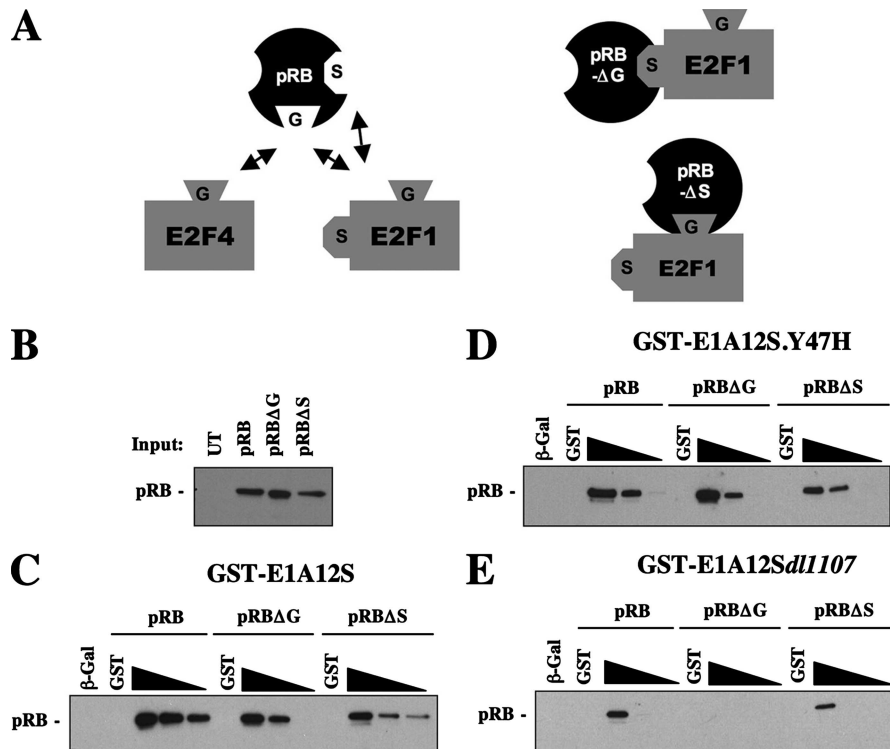 A
pRB
S
G
G
E2F4
G
S
E2F1
pRB
-ΔG
S
G
E2F1
pRB
-ΔS
G
S
E2F1
B
Input:
UT
pRB
pRBΔG
pRBΔS
pRB -
C
GST-E1A12S
pRB
pRBΔG
pRBΔS
β-Gal
GST
GST
GST
pRB -
D
GST-E1A12S.Y47H
pRB
pRBΔG
pRBΔS
β-Gal
GST
GST
GST
pRB -
E
GST-E1A12Sdl1107
pRB
pRBΔG
pRBΔS
β-Gal
GST
GST
GST
pRB -